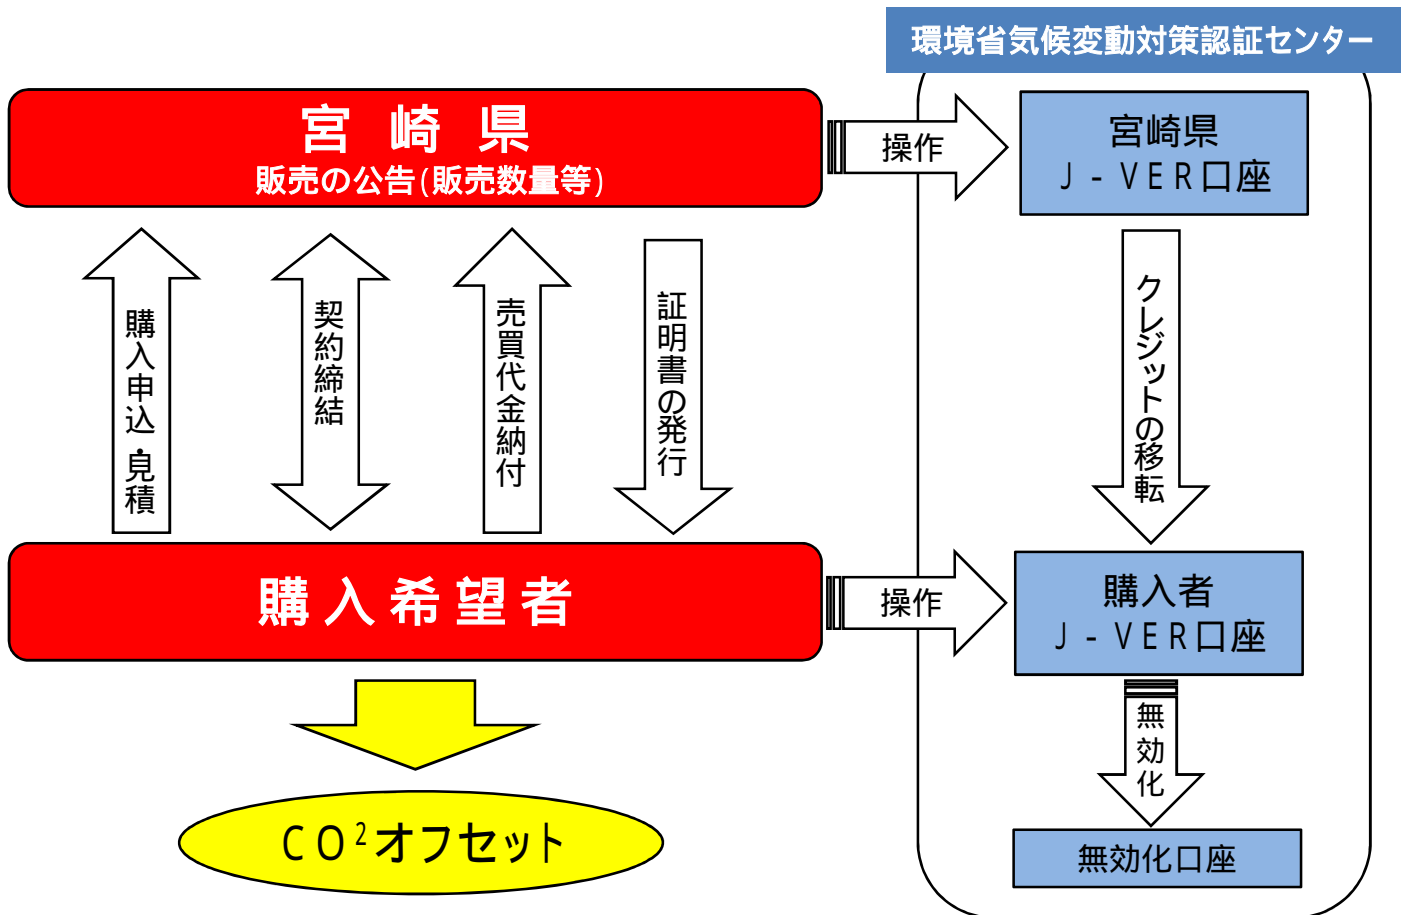 環境省気候変動対策認証センター
宮 崎 県
販売の公告(販売数量等)
操作
宮崎県
J - VER口座
購入申込・見積
契約締結
売買代金納付
証明書の発行
クレジットの移転
購入希望者
操作
購入者
J - VER口座
無効化
CO²オフセット
無効化口座